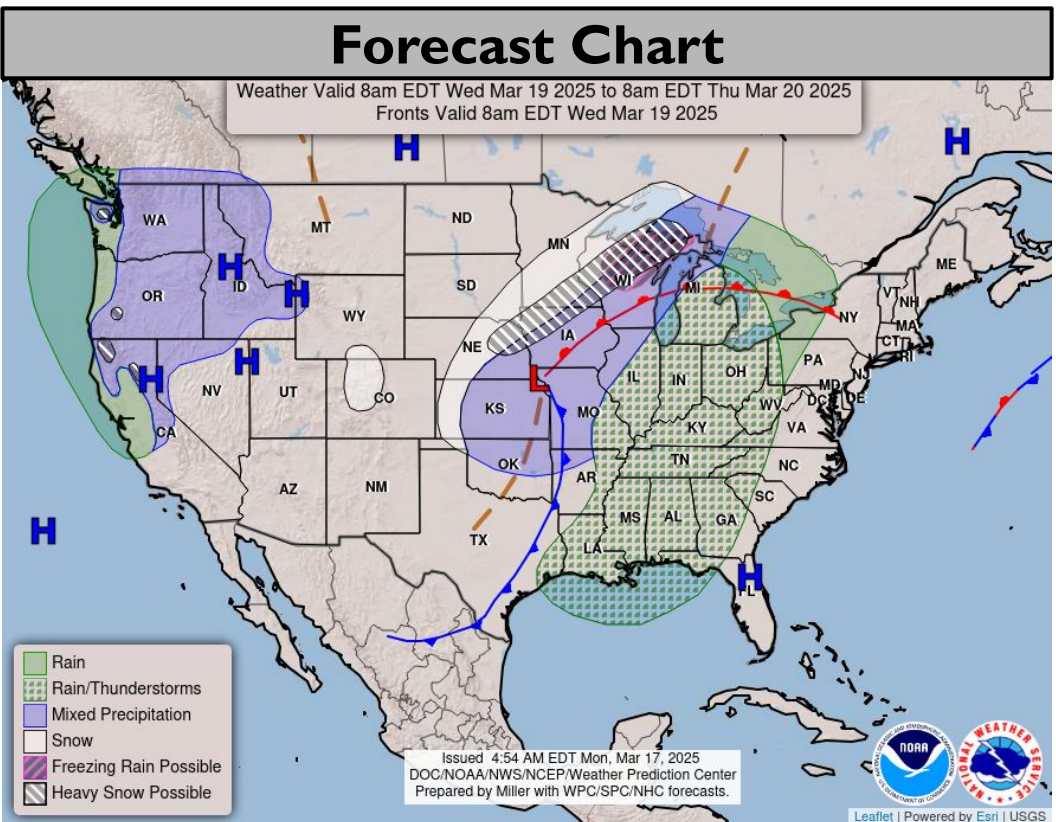 Forecast Chart
Weather Valid 8am EDT Wed Mar 19 2025 to 8am EDT Thu Mar 20 2025
Fronts Valid 8am EDT Wed Mar 19 2025
H
H
WA
MT
ND
MN
ME
H
OR
ID
H
SD
WI
MI
VT
NH
WY
NY
MA
NE
IA
CT
RI
H
H
NV
UT
CO
L
IL
IN
OH
PA
NJ
MD
DE
DC
KS
MO
WV
CA
KY
VA
OK
TN
NC
AZ
NM
AR
SC
MS
AL
GA
H
TX
LA
H
FL
Rain
Rain/Thunderstorms
Mixed Precipitation
Snow
Freezing Rain Possible
Heavy Snow Possible
Issued 4:54 AM EDT Mon, Mar 17, 2025
DOC/NOAA/NWS/NCEP/Weather Prediction Center
Prepared by Miller with WPC/SPC/NHC forecasts.
NOAA
NATIONAL WEATHER SERVICE
Leaflet | Powered by Esri | USGS